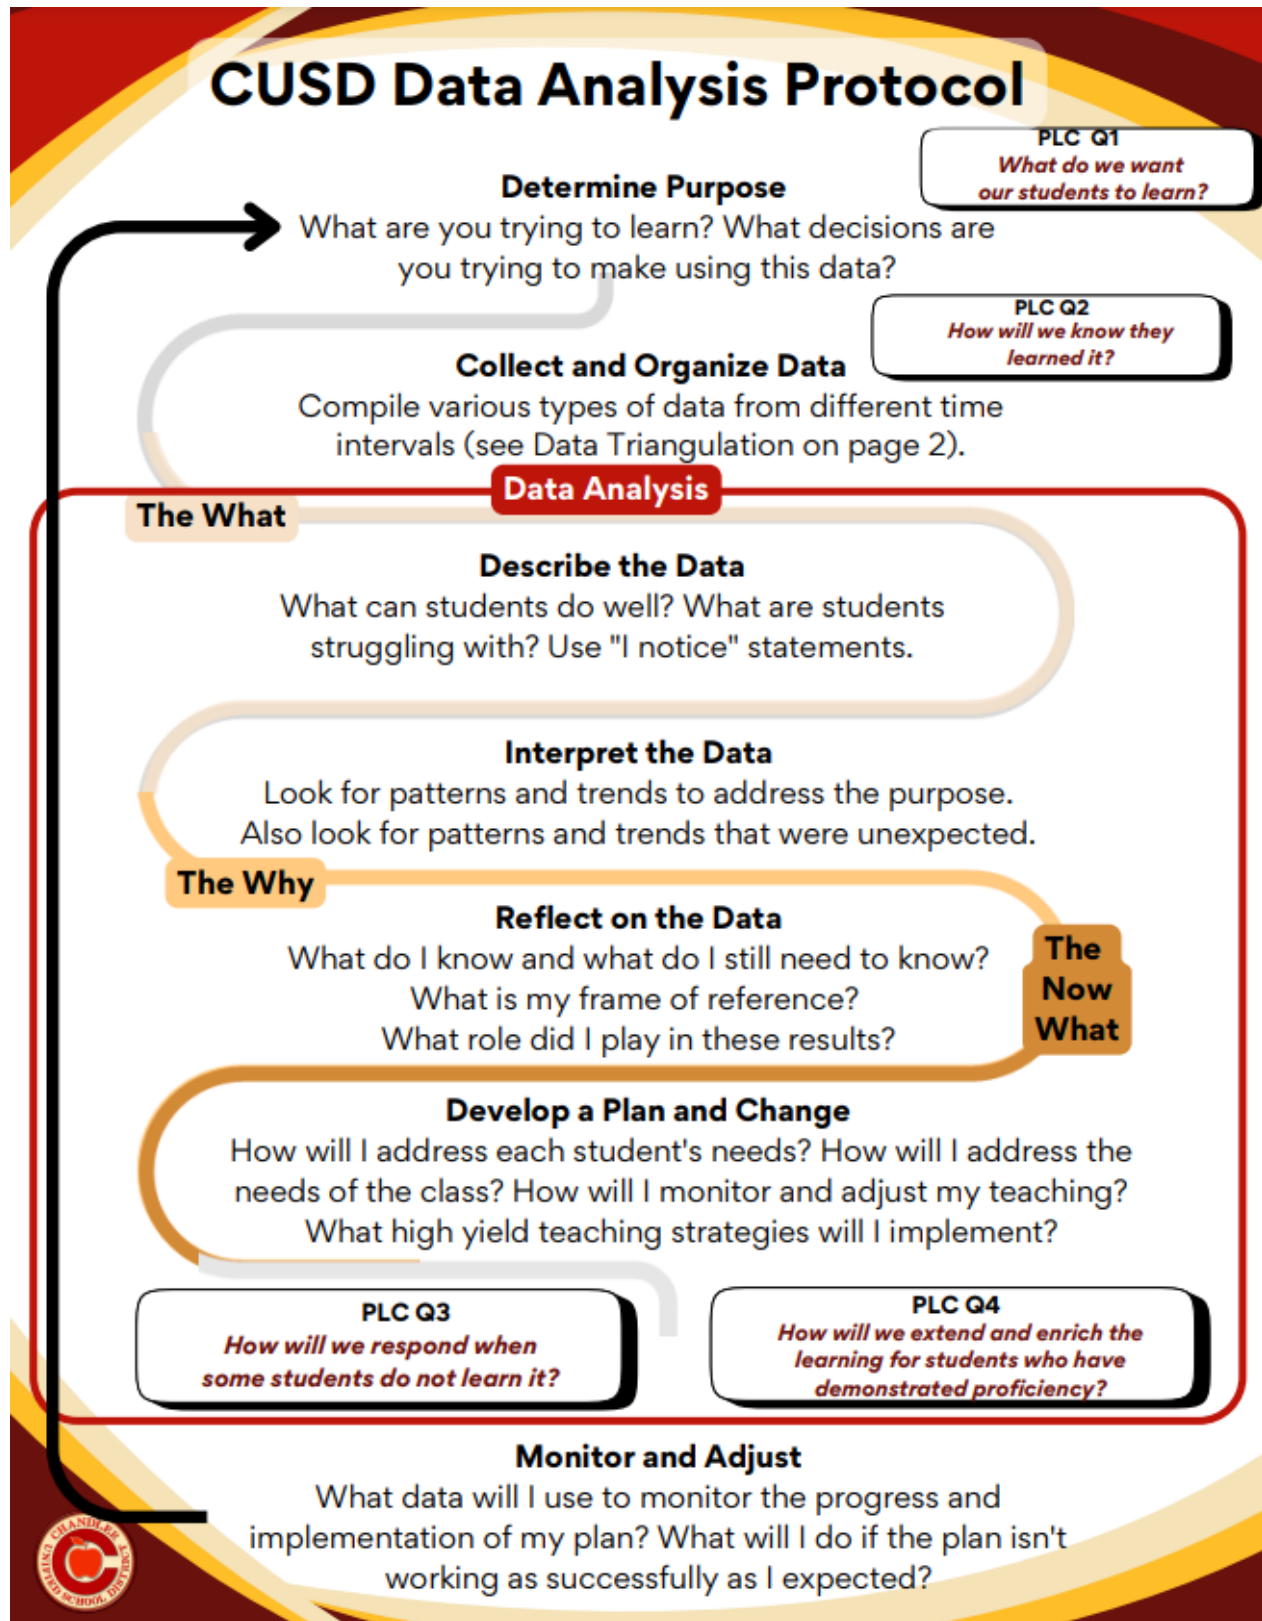 CUSD Data Analysis Protocol
PLC Q1
What do we want
our students to learn?
Determine Purpose
What are you trying to learn? What decisions are
you trying to make using this data?
PLC Q2
How will we know they
learned it?
Collect and Organize Data
Compile various types of data from different time
intervals (see Data Triangulation on page 2).
Data Analysis
The What
Describe the Data
What can students do well? What are students
struggling with? Use "I notice" statements.
Interpret the Data
Look for patterns and trends to address the purpose.
Also look for patterns and trends that were unexpected.
The Why
Reflect on the Data
What do I know and what do I still need to know?
What is my frame of reference?
What role did I play in these results?
The
Now
What
Develop a Plan and Change
How will I address each student's needs? How will I address the
needs of the class? How will I monitor and adjust my teaching?
What high yield teaching strategies will I implement?
PLC Q3
How will we respond when
some students do not learn it?
PLC Q4
How will we extend and enrich the
learning for students who have
demonstrated proficiency?
Monitor and Adjust
What data will I use to monitor the progress and
implementation of my plan? What will I do if the plan isn't
working as successfully as I expected?
CHANDLER
UNIFIED SCHOOL DISTRICT